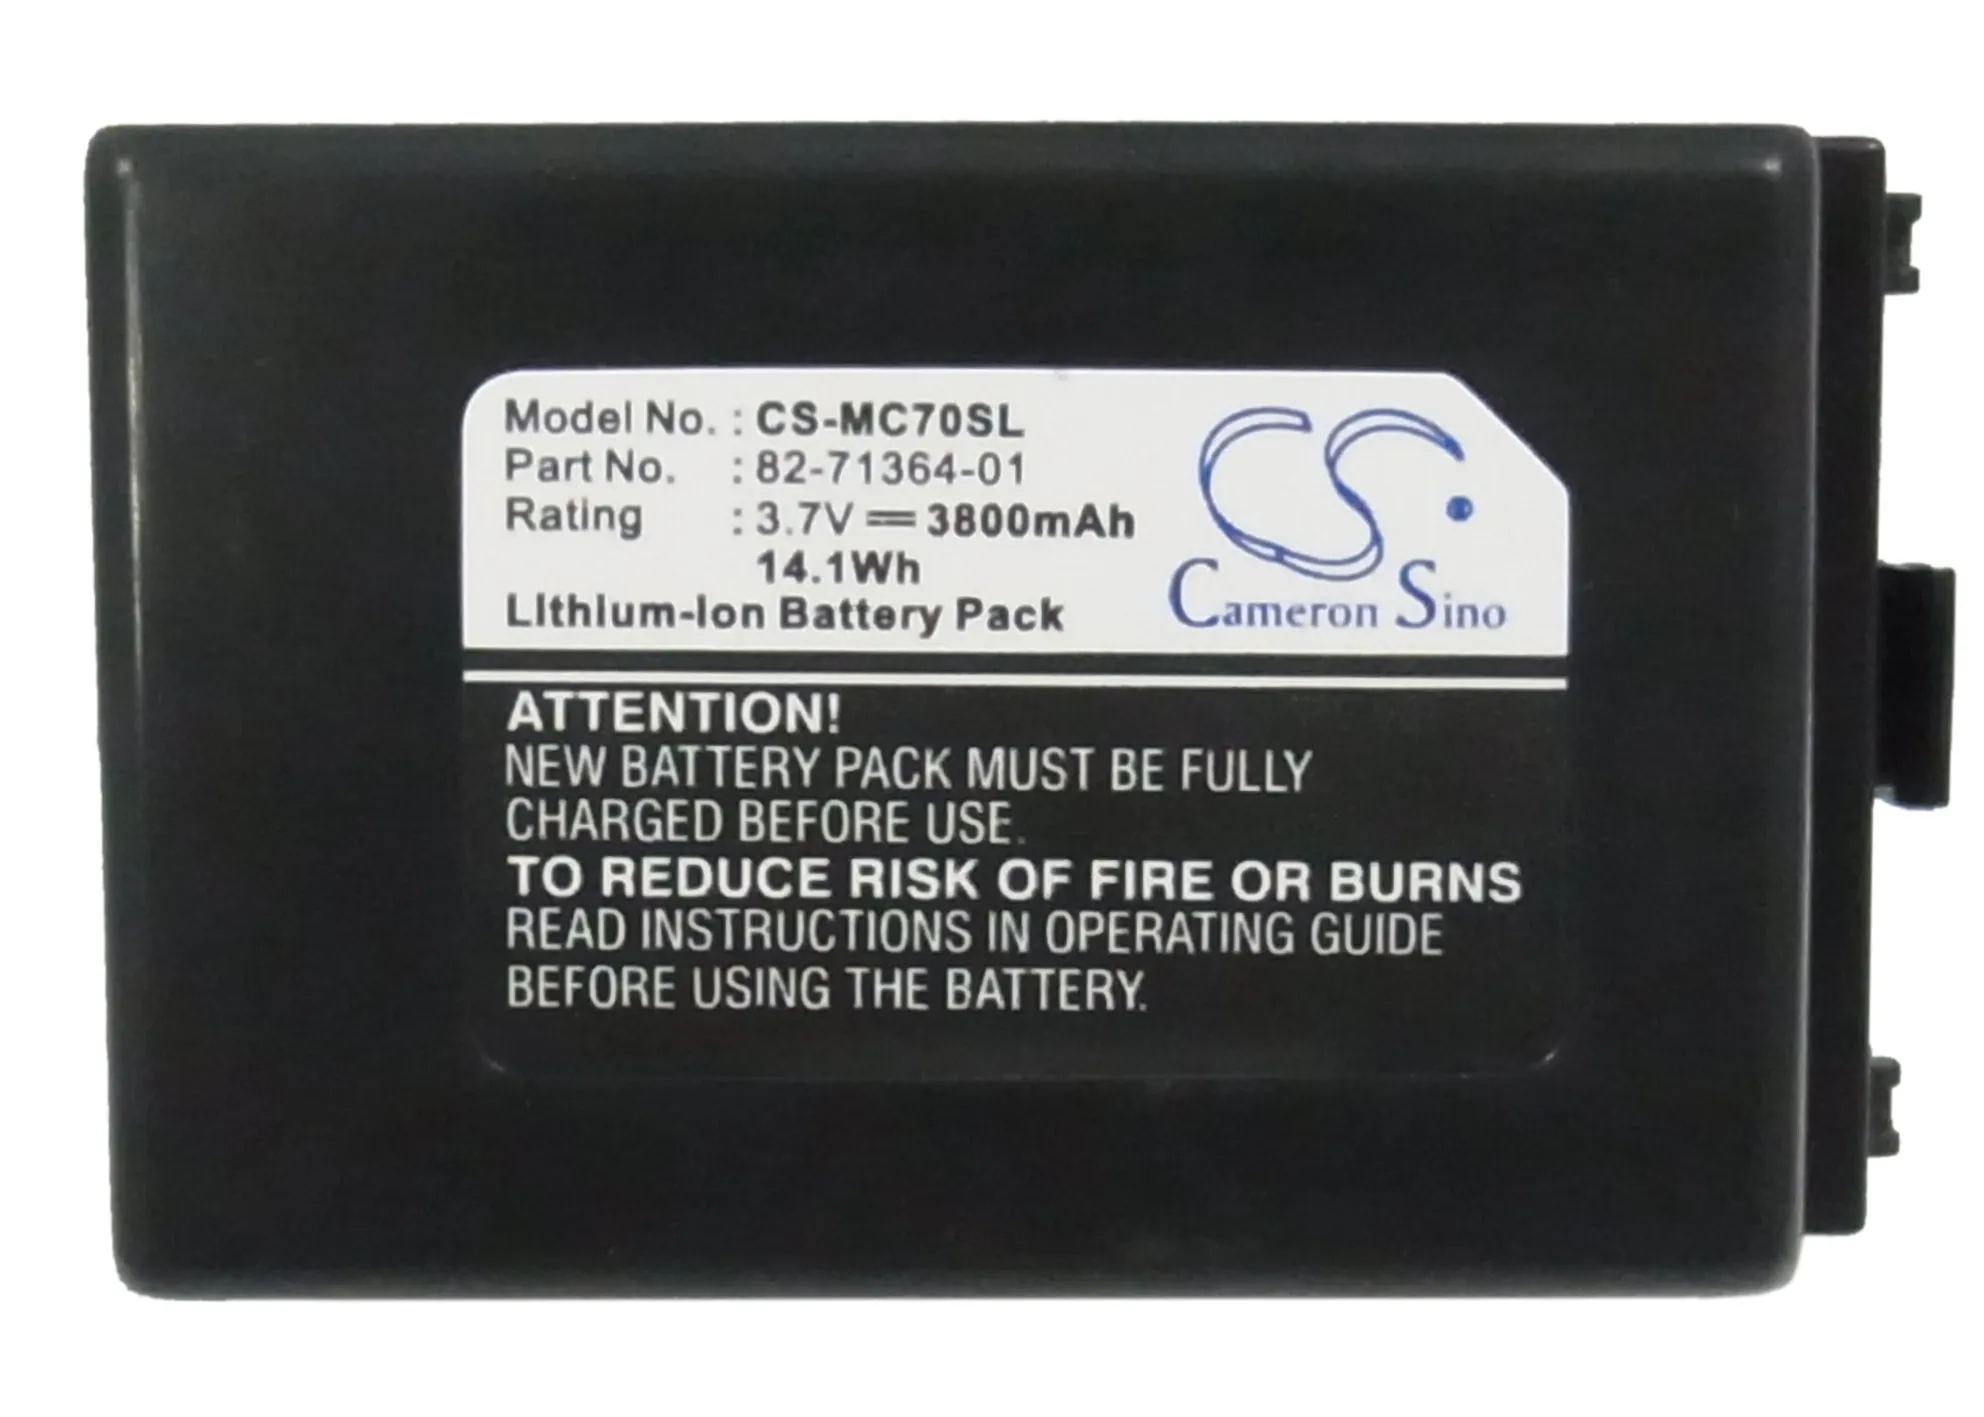 Model No. : CS-MC70SL
Part No. : 82-71364-01
Rating : 3.7V ⎓ 3800mAh
14.1Wh
Lithium-Ion Battery Pack
CS
Cameron Sino
ATTENTION!
NEW BATTERY PACK MUST BE FULLY
CHARGED BEFORE USE.
TO REDUCE RISK OF FIRE OR BURNS
READ INSTRUCTIONS IN OPERATING GUIDE
BEFORE USING THE BATTERY.